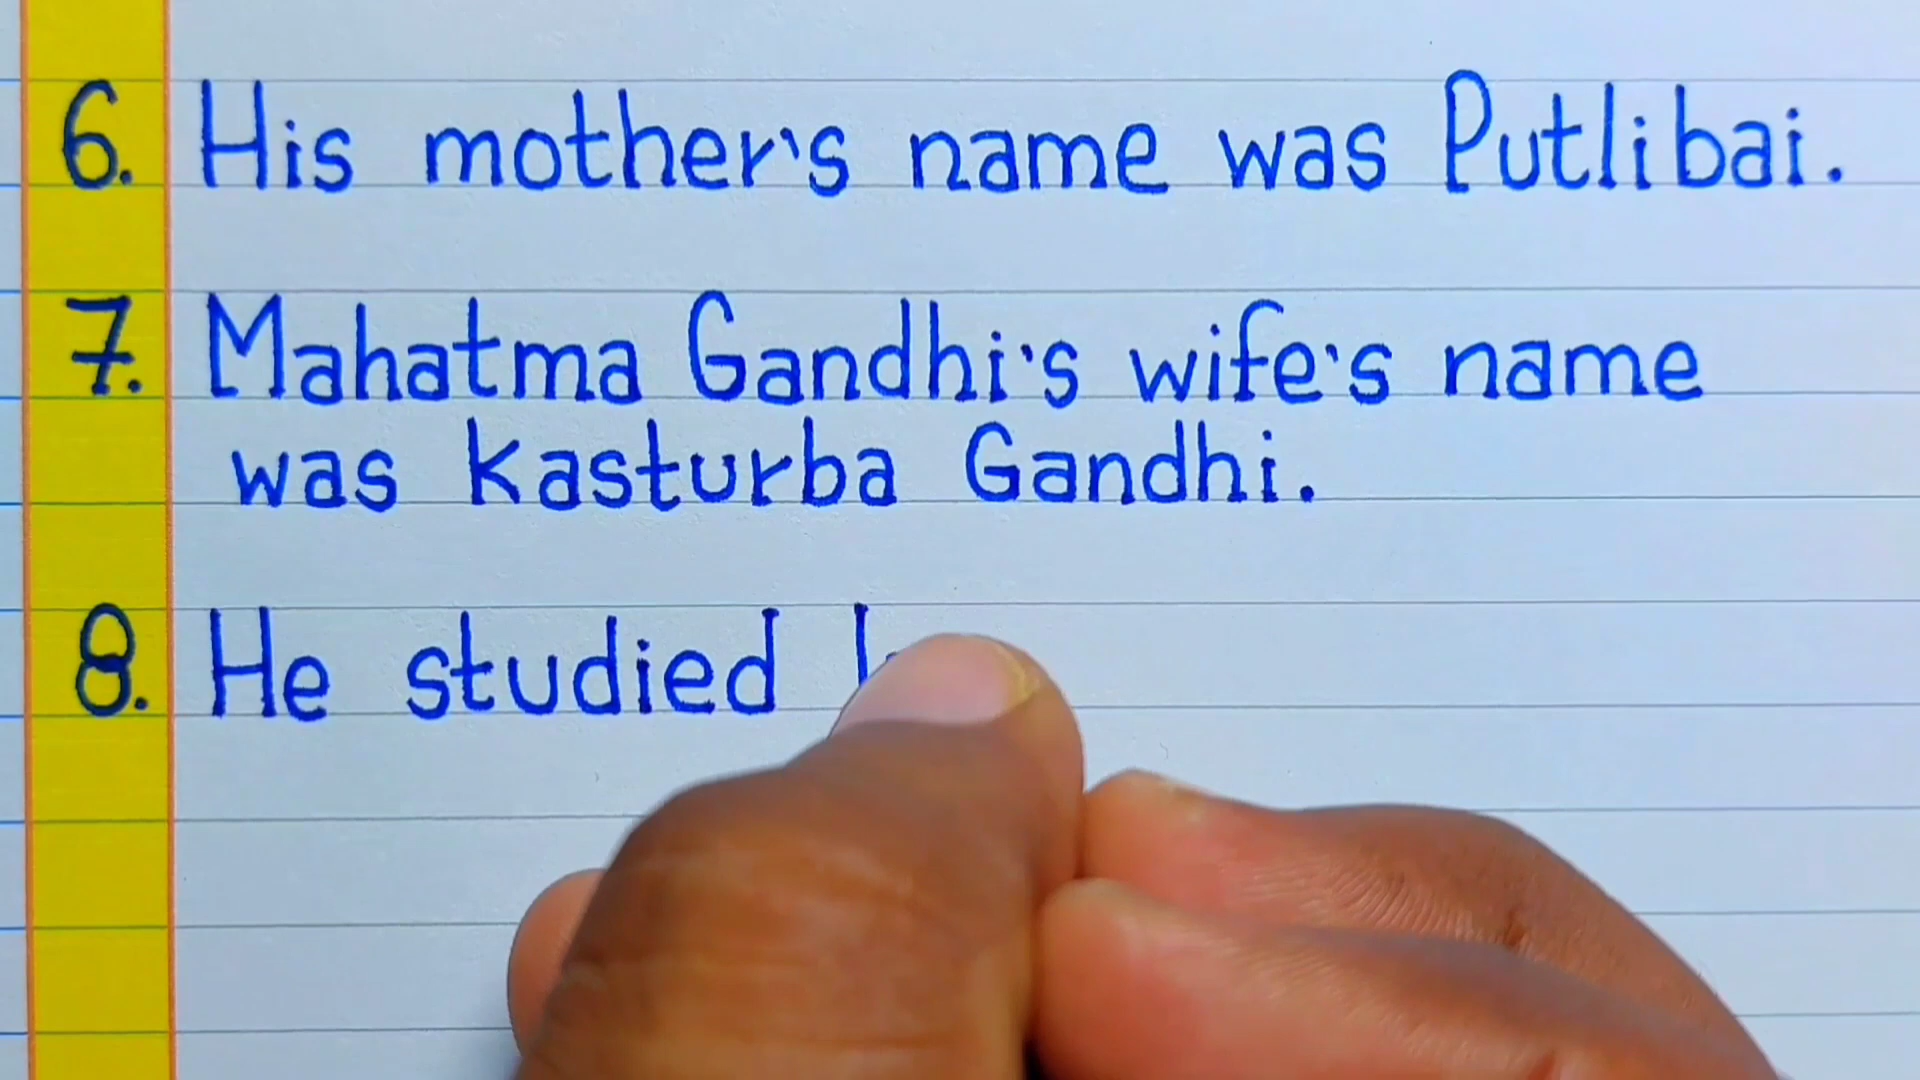 6. His mother's name was Putlibai.
7. Mahatma Gandhi's wife's name
was Kasturba Gandhi.
8. He studied